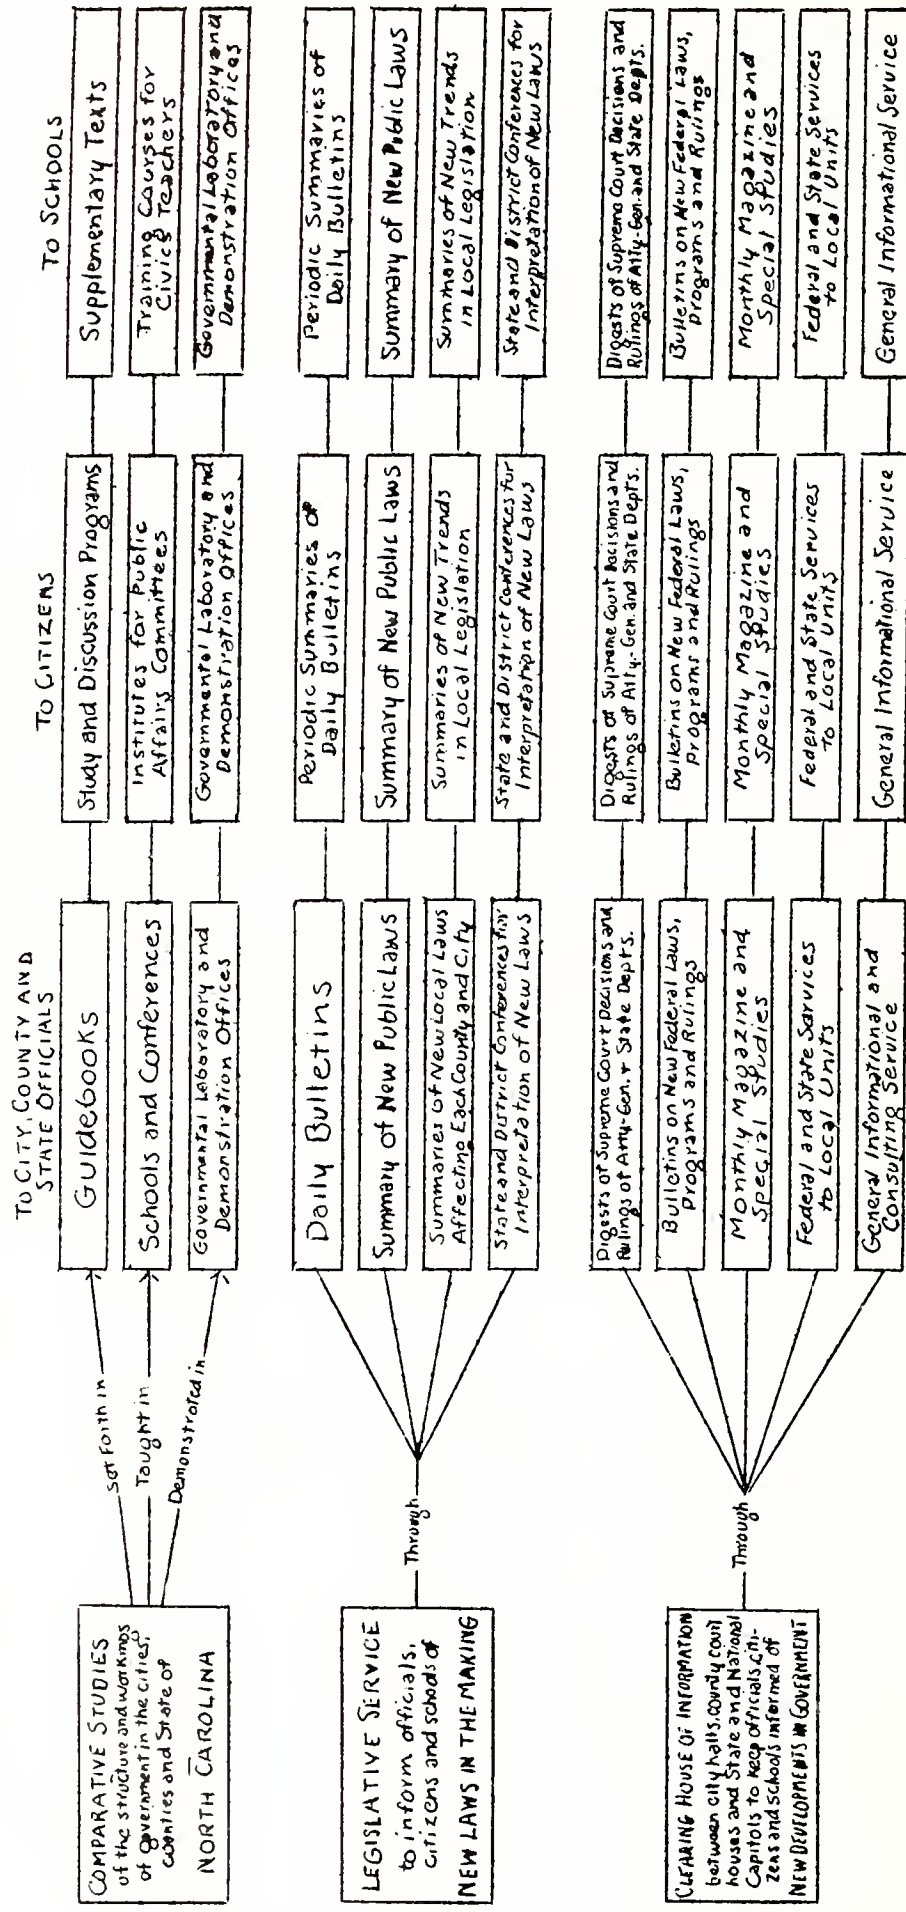 TO CITY, COUNTY AND
STATE OFFICIALS
TO CITIZENS
TO SCHOOLS
COMPARATIVE STUDIES
of the structure and workings
of government in the cities,
counties and State of
NORTH CAROLINA
Set Forth in
Taught in
Demonstrated in
Guidebooks
Study and Discussion Programs
Supplementary Texts
Schools and Conferences
Institutes for Public
Affairs Committees
Training Courses for
Civics Teachers
Governmental Laboratory and
Demonstration Offices
Governmental Laboratory and
Demonstration Offices
Governmental Laboratory and
Demonstration Offices
LEGISLATIVE SERVICE
to inform officials,
citizens and schools of
NEW LAWS IN THE MAKING
Through
Daily Bulletins
Periodic Summaries of
Daily Bulletins
Periodic Summaries of
Daily Bulletins
Summary of New Public Laws
Summary of New Public Laws
Summary of New Public Laws
Summaries of New Local Laws
Affecting Each County and City
Summaries of New Trends
in Local Legislation
Summaries of New Trends
in Local Legislation
State and District Conferences for
Interpretation of New Laws
State and District Conferences for
Interpretation of New Laws
State and District Conferences for
Interpretation of New Laws
CLEARING HOUSE OF INFORMATION
between city halls, county court
houses and State and National
Capitols to keep officials, citi-
zens and schools informed of
NEW DEVELOPMENTS IN GOVERNMENT
Through
Digests of Supreme Court Decisions and
Rulings of Atty-Gen. & State Depts.
Digests of Supreme Court Decisions and
Rulings of Atty.-Gen. and State Depts.
Digests of Supreme Court Decisions and
Rulings of Atty-Gen. and State Depts.
Bulletins on New Federal Laws,
Programs and Rulings
Bulletins on New Federal Laws,
Programs and Rulings
Bulletins on New Federal Laws,
Programs and Rulings
Monthly Magazine and
Special Studies
Monthly Magazine and
Special Studies
Monthly Magazine and
Special Studies
Federal and State Services
to Local Units
Federal and State Services
to Local Units
Federal and State Services
to Local Units
General Informational and
Consulting Service
General Informational Service
General Informational Service